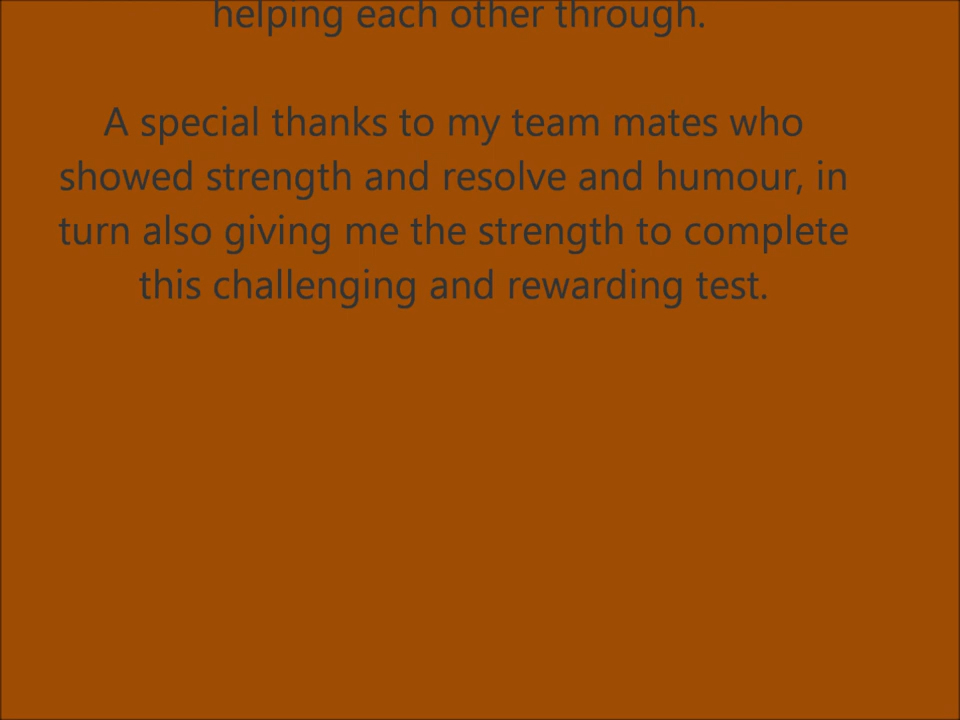 helping each other through.
A special thanks to my team mates who
showed strength and resolve and humour, in
turn also giving me the strength to complete
this challenging and rewarding test.